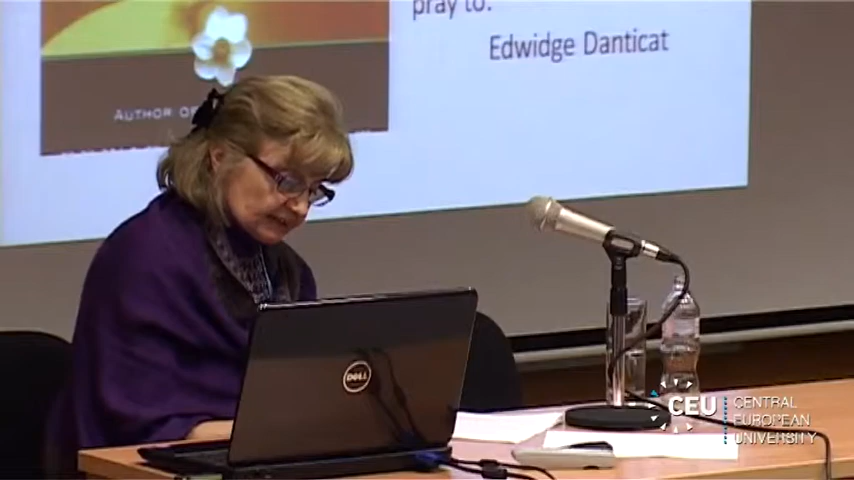 pray to.
Edwidge Danticat
AUTHOR OF
DELL
CEU
CENTRAL
EUROPEAN
UNIVERSITY